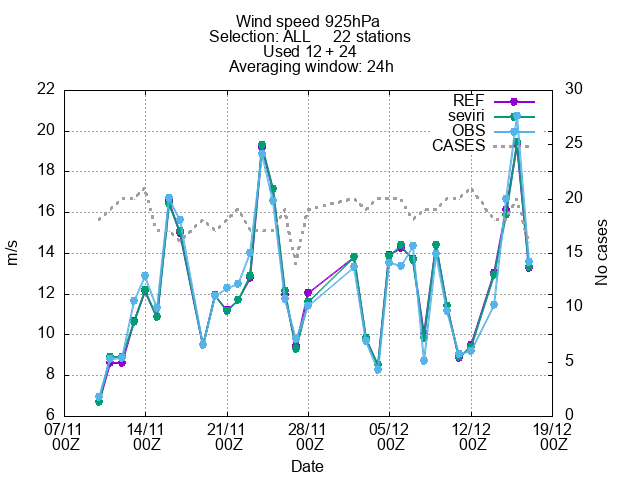 Wind speed 925hPa
Selection: ALL 22 stations
Used 12 + 24
Averaging window: 24h
22 30
REF
seviri
OBS
CASES
20 25
18
16 20
14 15
12
10 10
8 5
6 0
m/s
No cases
07/11 14/11 21/11 28/11 05/12 12/12 19/12
00Z 00Z 00Z 00Z 00Z 00Z 00Z
Date